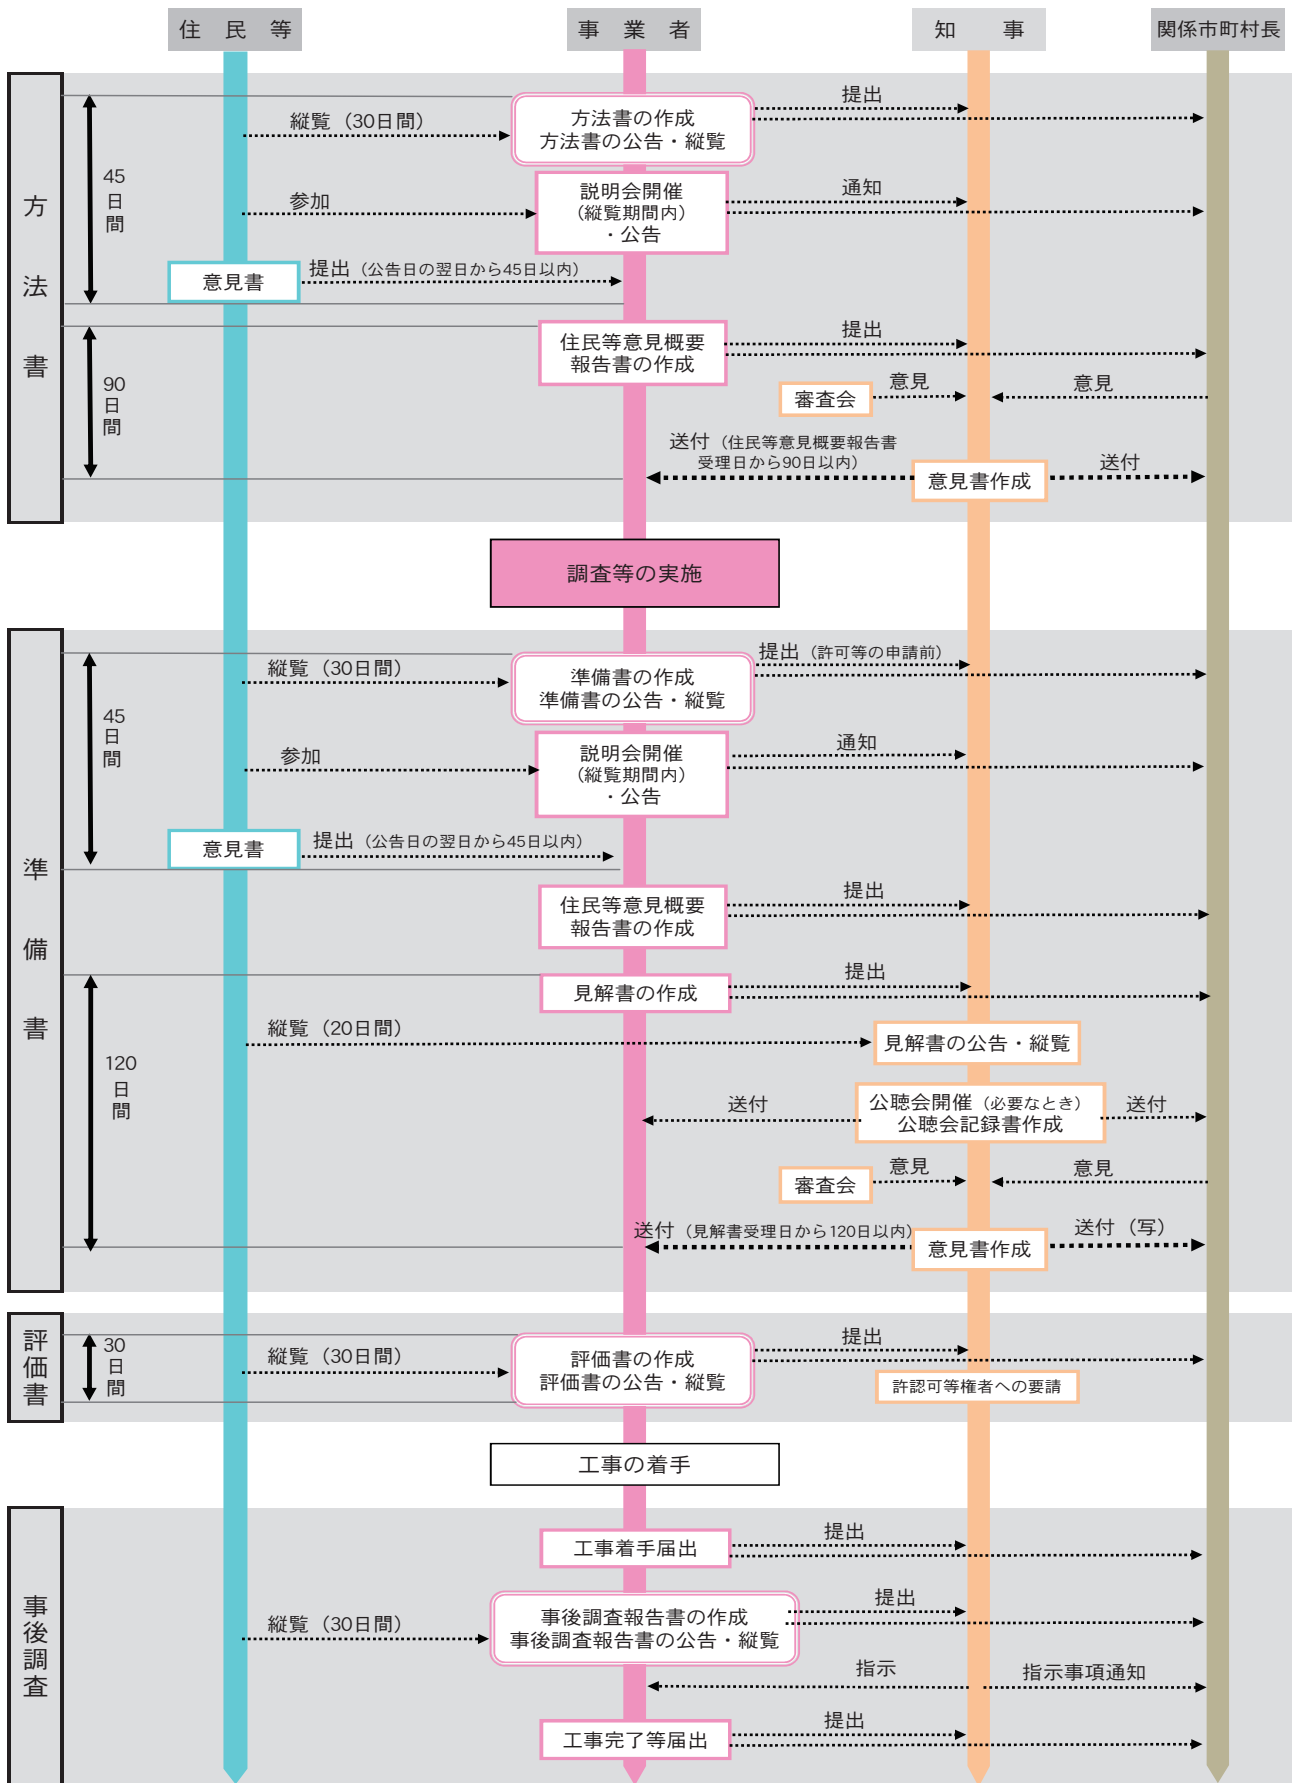 住民等
事業者
知事
関係市町村長
方法書
45
日
間
縦覧（30日間）
方法書の作成
方法書の公告・縦覧
提出
参加
説明会開催
（縦覧期間内）
・公告
通知
意見書
提出（公告日の翌日から45日以内）
90
日
間
住民等意見概要
報告書の作成
提出
審査会
意見
意見
送付（住民等意見概要報告書
受理日から90日以内）
意見書作成
送付
調査等の実施
準備書
45
日
間
縦覧（30日間）
準備書の作成
準備書の公告・縦覧
提出（許可等の申請前）
参加
説明会開催
（縦覧期間内）
・公告
通知
意見書
提出（公告日の翌日から45日以内）
住民等意見概要
報告書の作成
提出
120
日
間
見解書の作成
提出
縦覧（20日間）
見解書の公告・縦覧
送付
公聴会開催（必要なとき）
公聴会記録書作成
送付
審査会
意見
意見
送付（見解書受理日から120日以内）
意見書作成
送付（写）
評価書
30
日
間
縦覧（30日間）
評価書の作成
評価書の公告・縦覧
提出
許認可等権者への要請
工事の着手
事後調査
工事着手届出
提出
縦覧（30日間）
事後調査報告書の作成
事後調査報告書の公告・縦覧
提出
指示
指示事項通知
工事完了等届出
提出